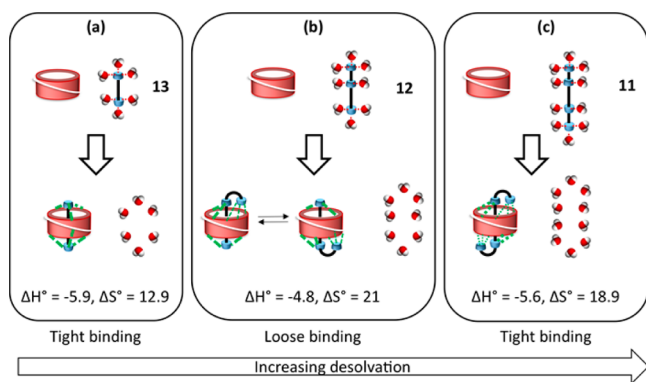 (a)
13
ΔH° = -5.9, ΔS° = 12.9
Tight binding
(b)
12
ΔH° = -4.8, ΔS° = 21
Loose binding
(c)
11
ΔH° = -5.6, ΔS° = 18.9
Tight binding
Increasing desolvation